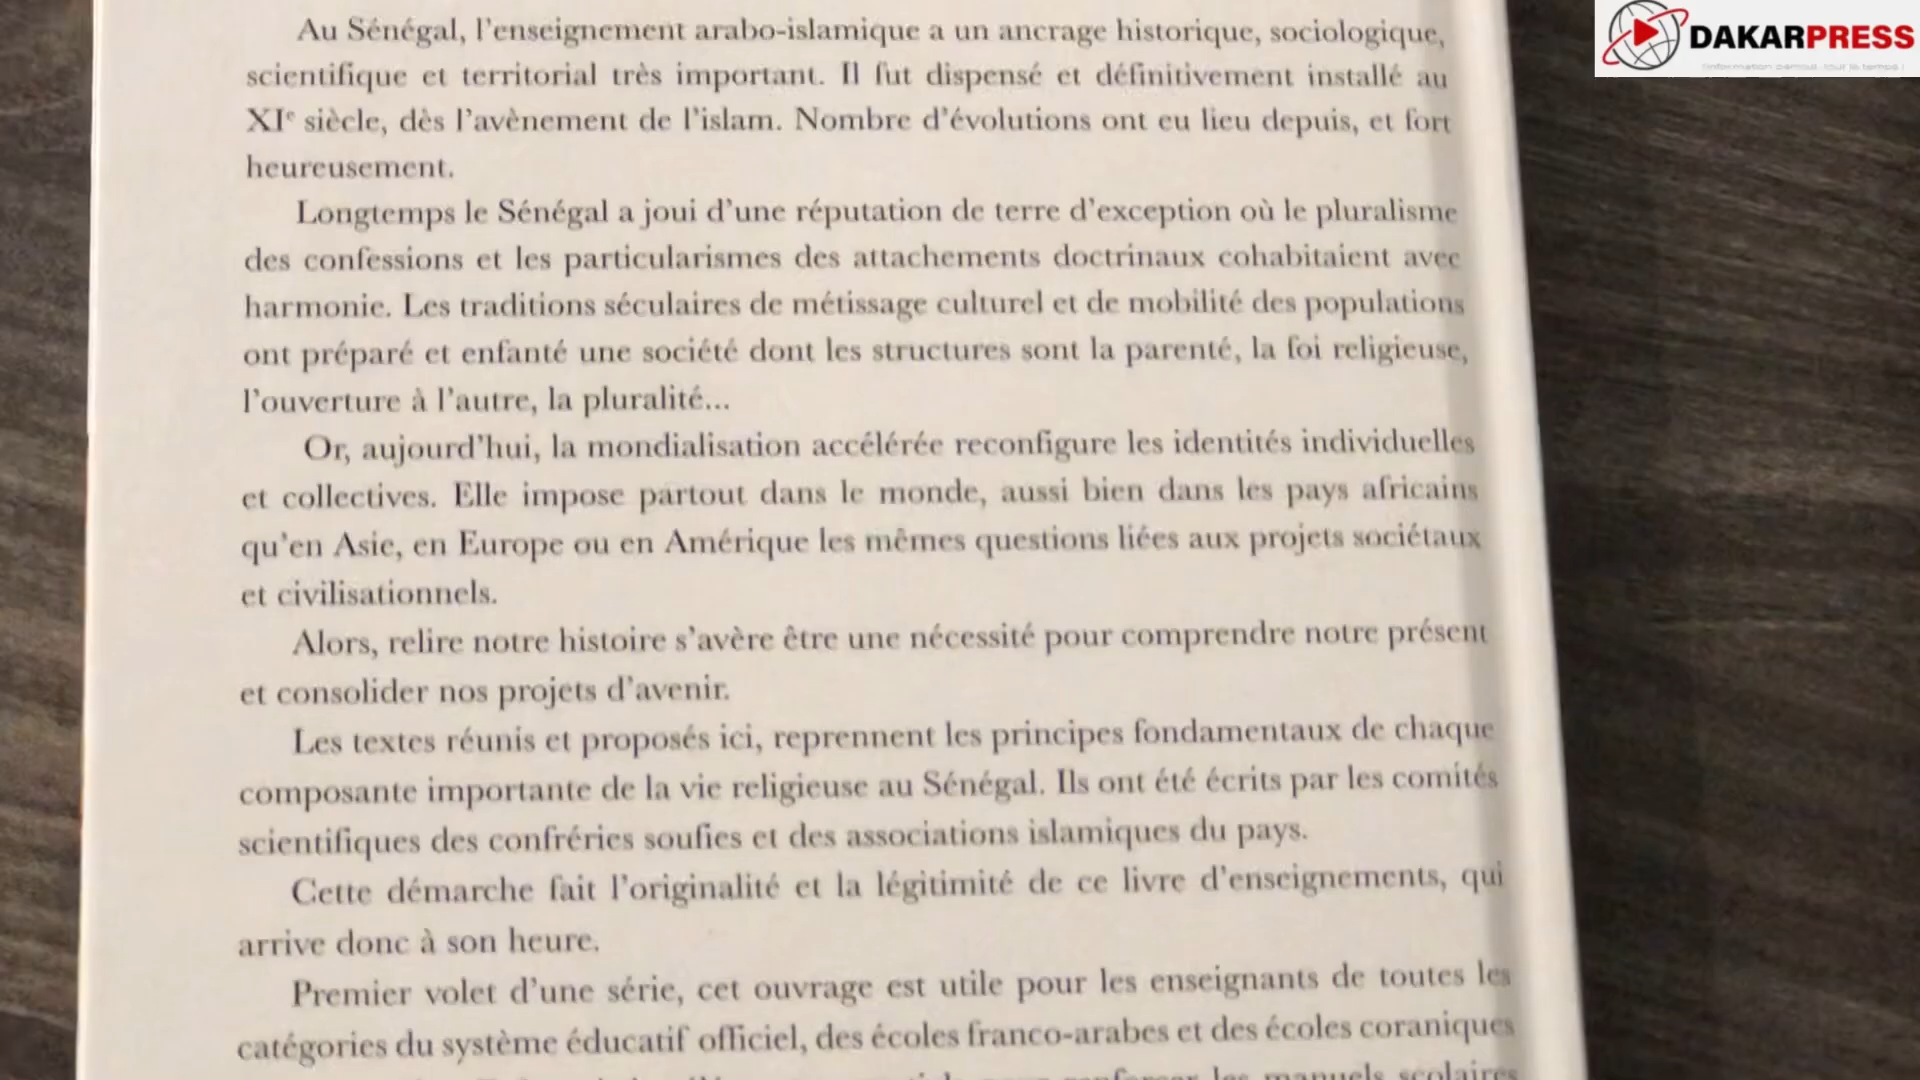 DAKARPRESS
l'information demous, tout le temps !
Au Sénégal, l'enseignement arabo-islamique a un ancrage historique, sociologique,
scientifique et territorial très important. Il fut dispensé et définitivement installé au
XIe siècle, dès l'avènement de l'islam. Nombre d'évolutions ont eu lieu depuis, et fort
heureusement.
Longtemps le Sénégal a joui d'une réputation de terre d'exception où le pluralisme
des confessions et les particularismes des attachements doctrinaux cohabitaient avec
harmonie. Les traditions séculaires de métissage culturel et de mobilité des populations
ont préparé et enfanté une société dont les structures sont la parenté, la foi religieuse,
l'ouverture à l'autre, la pluralité...
Or, aujourd'hui, la mondialisation accélérée reconfigure les identités individuelles
et collectives. Elle impose partout dans le monde, aussi bien dans les pays africains
qu'en Asie, en Europe ou en Amérique les mêmes questions liées aux projets sociétaux
et civilisationnels.
Alors, relire notre histoire s'avère être une nécessité pour comprendre notre présent
et consolider nos projets d'avenir.
Les textes réunis et proposés ici, reprennent les principes fondamentaux de chaque
composante importante de la vie religieuse au Sénégal. Ils ont été écrits par les comités
scientifiques des confréries soufies et des associations islamiques du pays.
Cette démarche fait l'originalité et la légitimité de ce livre d'enseignements, qui
arrive donc à son heure.
Premier volet d'une série, cet ouvrage est utile pour les enseignants de toutes les
catégories du système éducatif officiel, des écoles franco-arabes et des écoles coraniques
renforcer les manuels scolaires